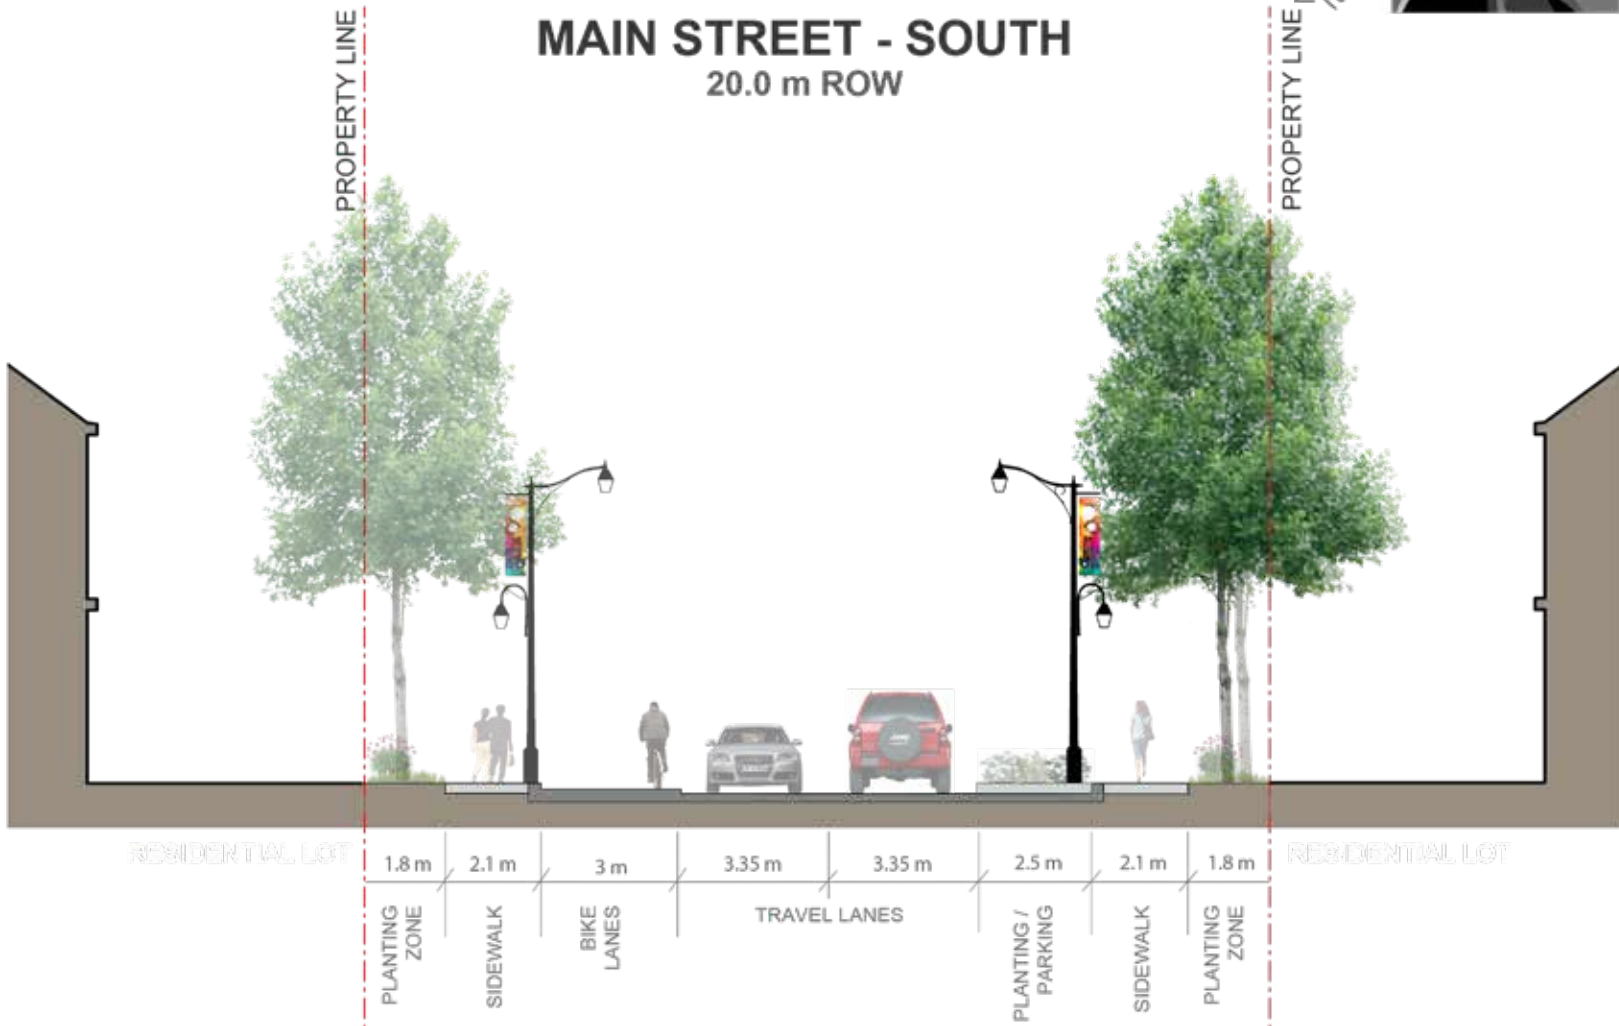 MAIN STREET - SOUTH
20.0 m ROW
PROPERTY LINE
PROPERTY LINE
RESIDENTIAL LOT
RESIDENTIAL LOT
1.8 m
2.1 m
3 m
3.35 m
3.35 m
2.5 m
2.1 m
1.8 m
PLANTING
ZONE
SIDEWALK
BIKE
LANES
TRAVEL LANES
PLANTING /
PARKING
SIDEWALK
PLANTING
ZONE